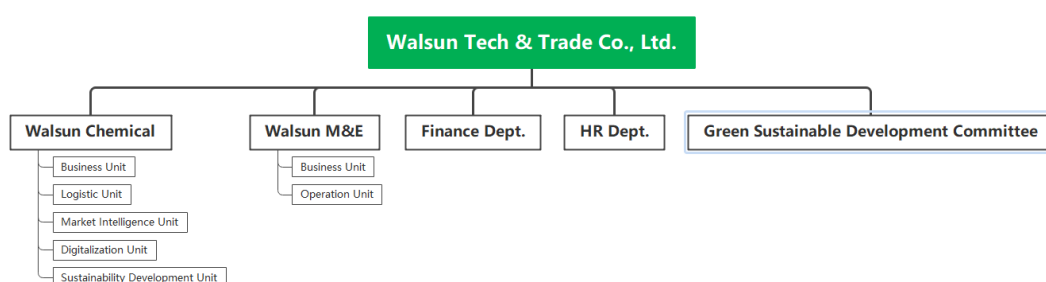 Walsun Tech & Trade Co., Ltd.
Walsun Chemical
Walsun M&E
Finance Dept.
HR Dept.
Green Sustainable Development Committee
Business Unit
Logistic Unit
Market Intelligence Unit
Digitalization Unit
Sustainability Development Unit
Business Unit
Operation Unit